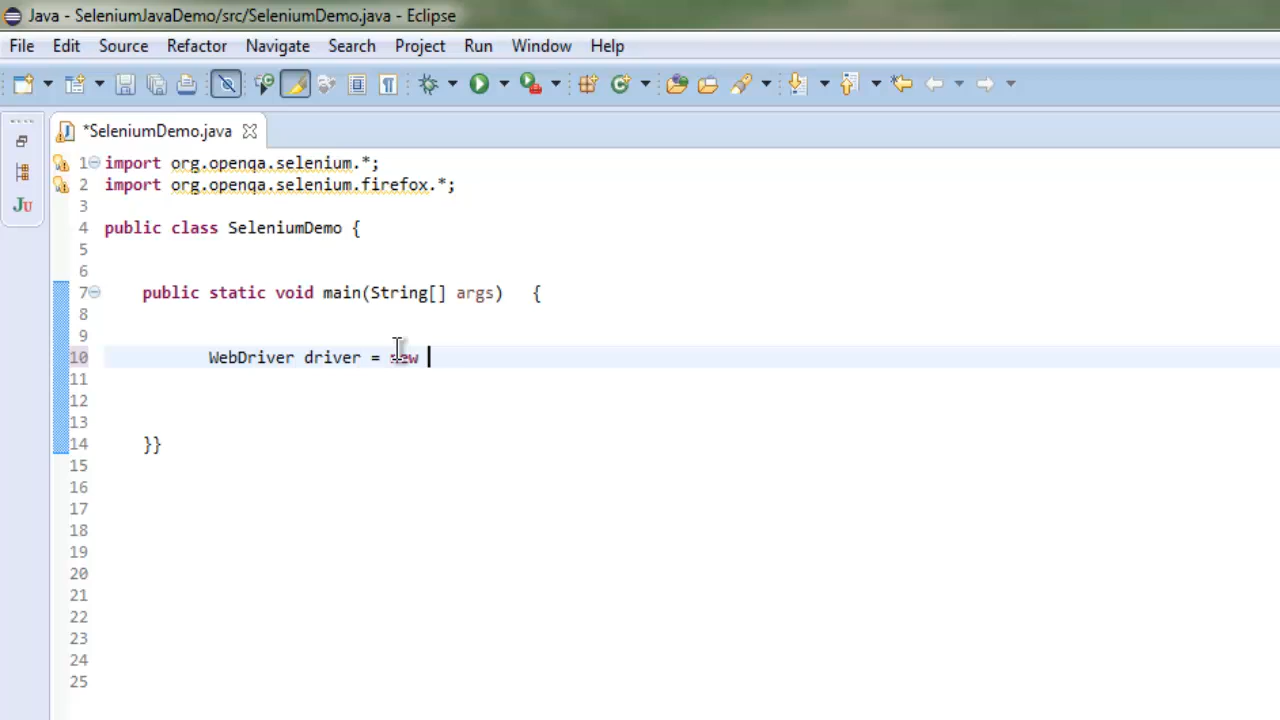 Java - SeleniumJavaDemo/src/SeleniumDemo.java - Eclipse
File Edit Source Refactor Navigate Search Project Run Window Help
*SeleniumDemo.java
1 import org.openqa.selenium.*;
2 import org.openqa.selenium.firefox.*;
3
4 public class SeleniumDemo {
5
6
7 public static void main(String[] args) {
8
9
10 WebDriver driver = new
11
12
13
14 }}
15
16
17
18
19
20
21
22
23
24
25
JU